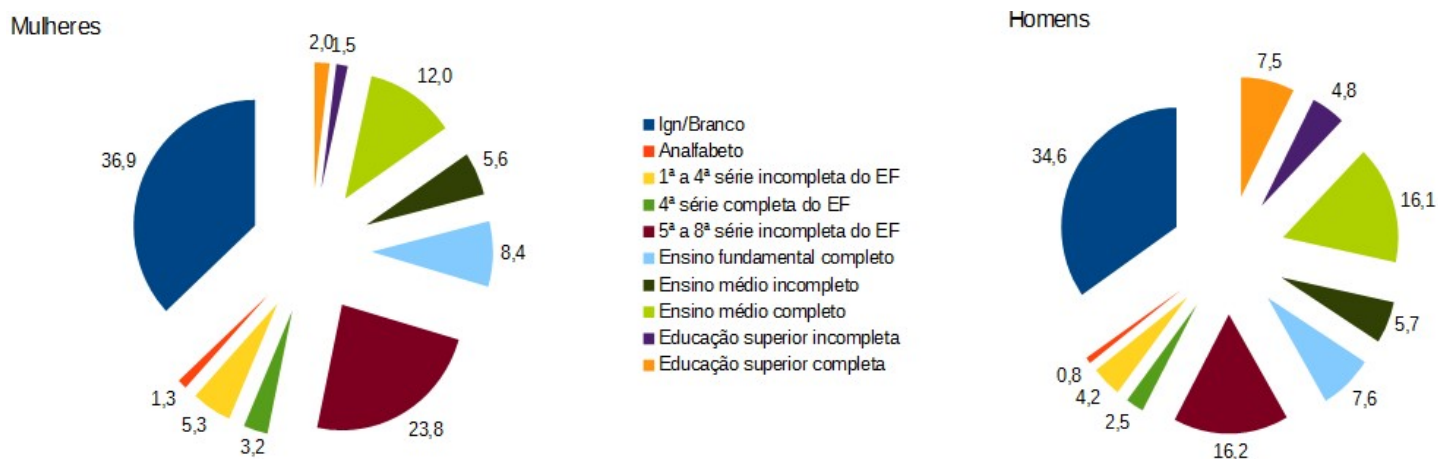 Mulheres
2,0
1,5
12,0
5,6
8,4
23,8
3,2
5,3
1,3
36,9
Ign/Branco
Analfabeto
1ª a 4ª série incompleta do EF
4ª série completa do EF
5ª a 8ª série incompleta do EF
Ensino fundamental completo
Ensino médio incompleto
Ensino médio completo
Educação superior incompleta
Educação superior completa
Homens
7,5
4,8
16,1
5,7
7,6
16,2
2,5
4,2
0,8
34,6